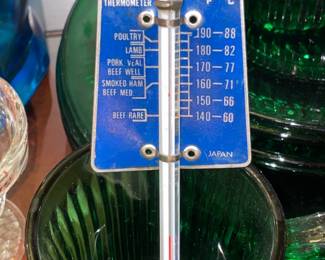 THERMOMETER F C
POULTRY 190-88
LAMB 180-82
PORK VEAL 170-77
BEEF WELL
SMOKED HAM 160-71
BEEF MED
150-66
BEEF RARE 140-60
JAPAN